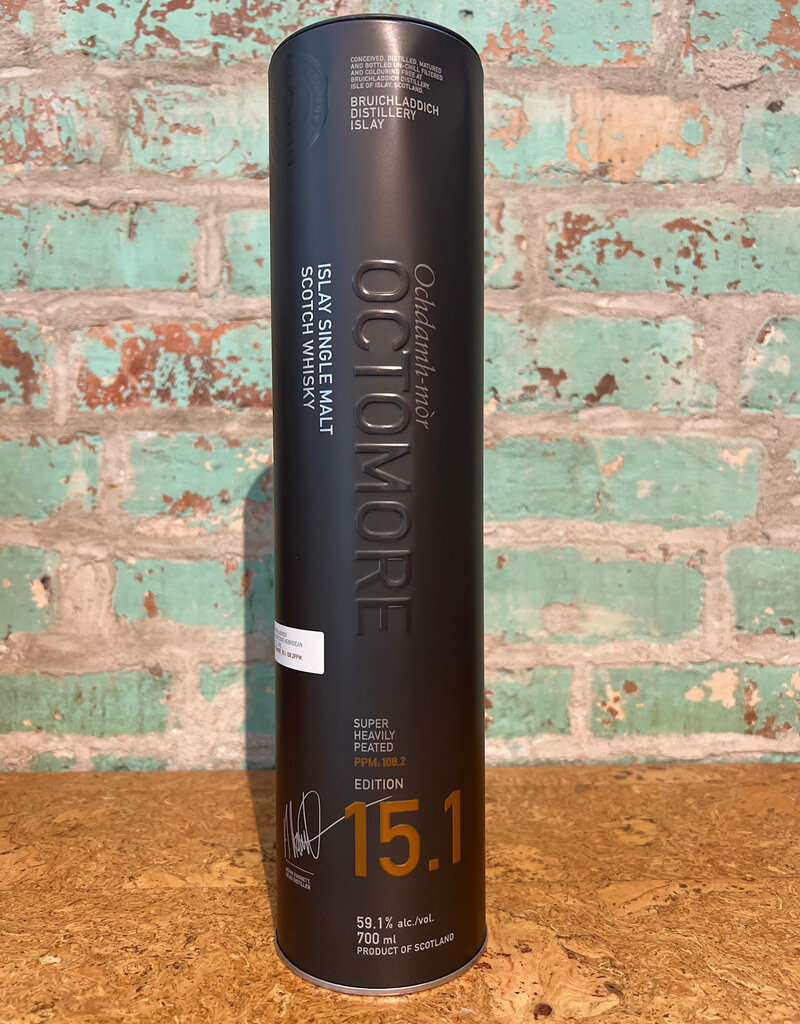 CONCEIVED, DISTILLED, MATURED
AND BOTTLED UN-CHILL FILTERED
AND COLOURING FREE AT
BRUICHLADDICH DISTILLERY,
ISLE OF ISLAY, SCOTLAND.
BRUICHLADDICH
DISTILLERY
ISLAY
Ochdamh-mòr
OCTOMORE
ISLAY SINGLE MALT
SCOTCH WHISKY
SUPER
HEAVILY
PEATED
PPM: 108.2
EDITION
15.1
HEAD DISTILLER
59.1% alc./vol.
700 ml
PRODUCT OF SCOTLAND